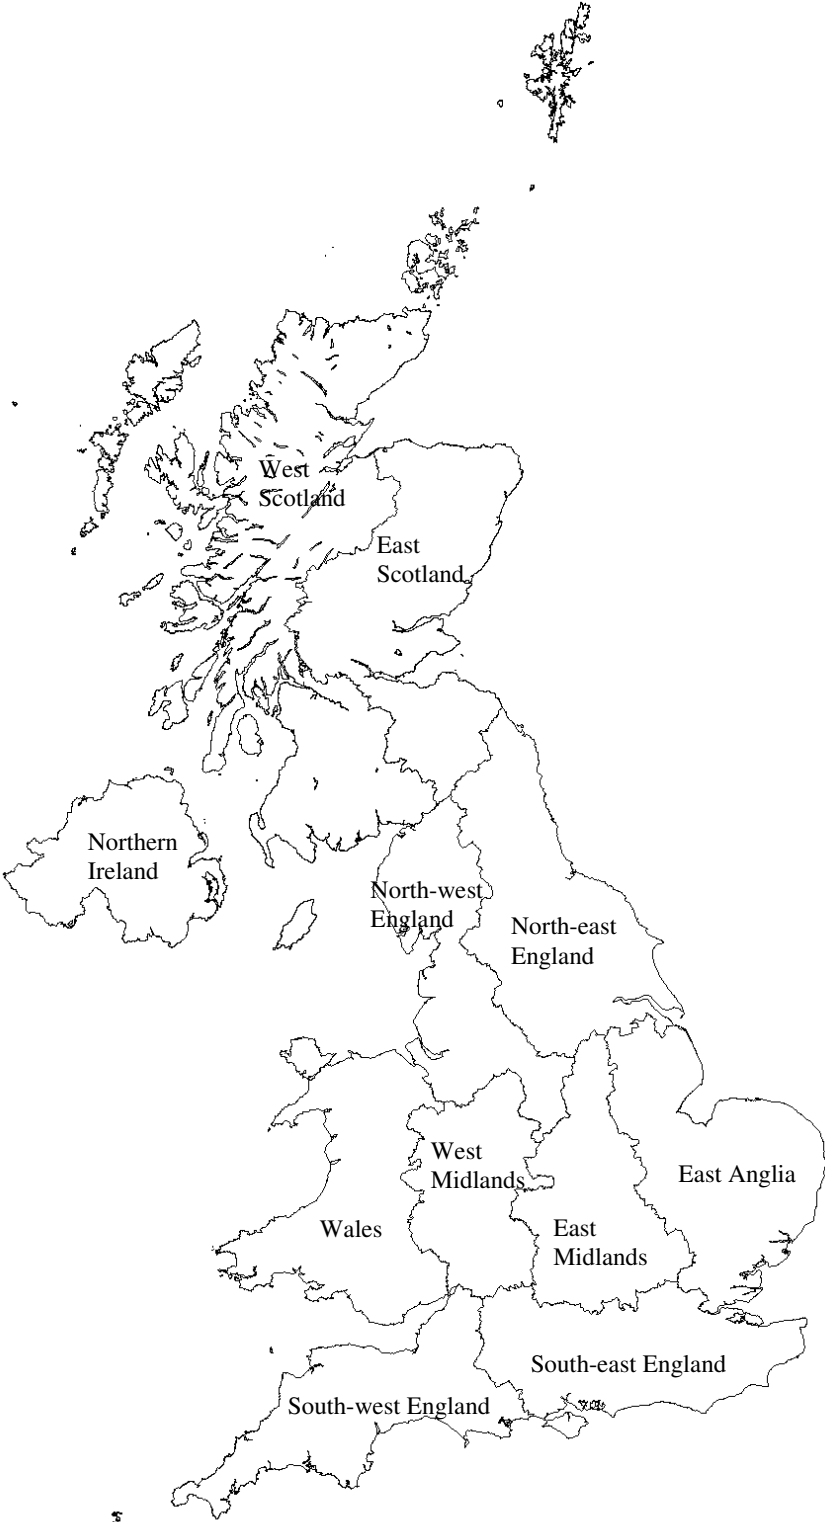 West
Scotland
East
Scotland
Northern
Ireland
North-west
England
North-east
England
West
Midlands
East Anglia
Wales
East
Midlands
South-east England
South-west England